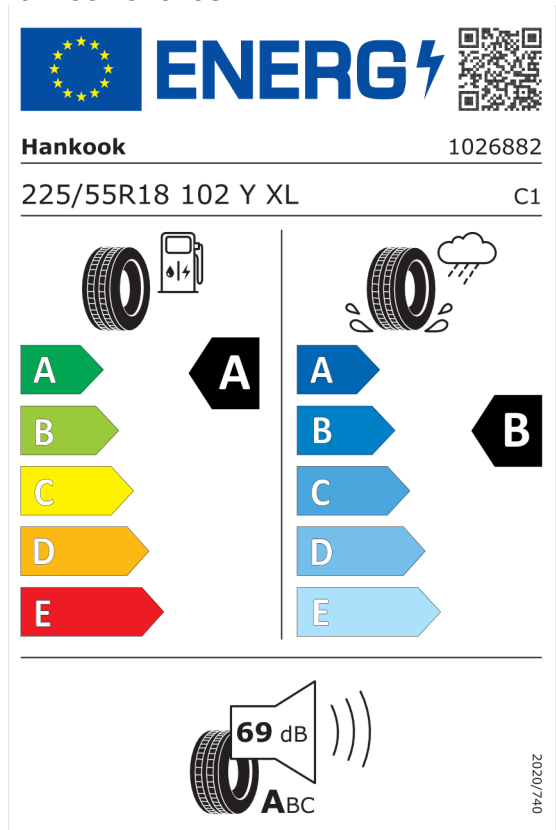 ENERG
Hankook
1026882
225/55R18 102 Y XL
C1
A
B
C
D
E
A
A
B
C
D
E
B
69 dB
ABC
2020/740